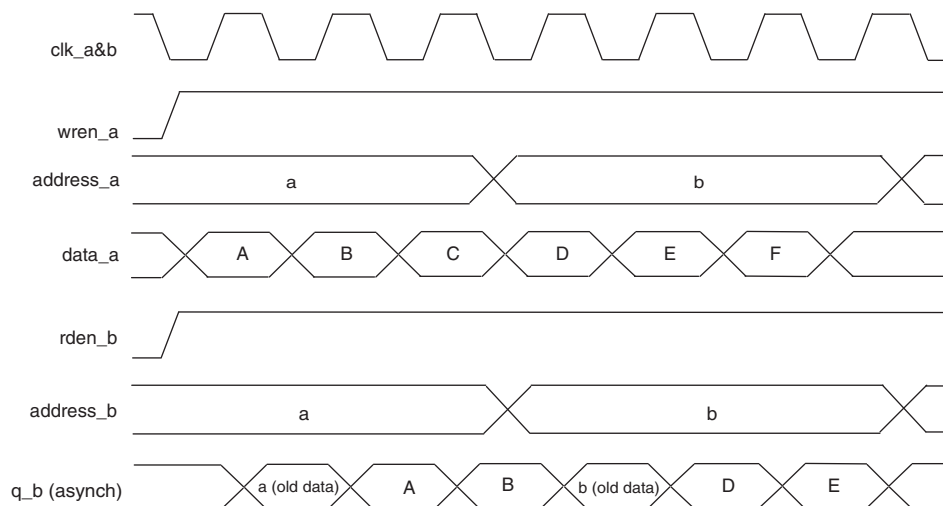 clk_a&b
wren_a
address_a a b
data_a A B C D E F
rden_b
address_b a b
q_b (asynch) a (old data) A B b (old data) D E